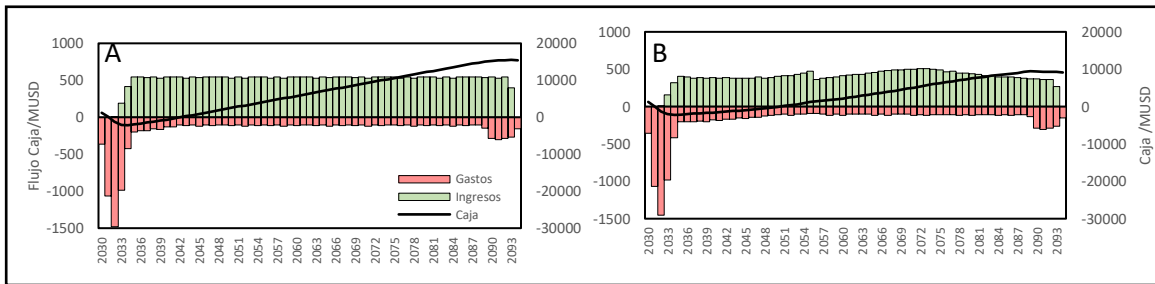 A
B
1000 500 0 -500 -1000 -1500
20000 10000 0 -10000 -20000 -30000
1000 500 0 -500 -1000 -1500
20000 10000 0 -10000 -20000 -30000
Flujo Caja/MUSD
Caja /MUSD
Gastos
Ingresos
Caja
2030 2033 2036 2039 2042 2045 2048 2051 2054 2057 2060 2063 2066 2069 2072 2075 2078 2081 2084 2087 2090 2093
2030 2033 2036 2039 2042 2045 2048 2051 2054 2057 2060 2063 2066 2069 2072 2075 2078 2081 2084 2087 2090 2093